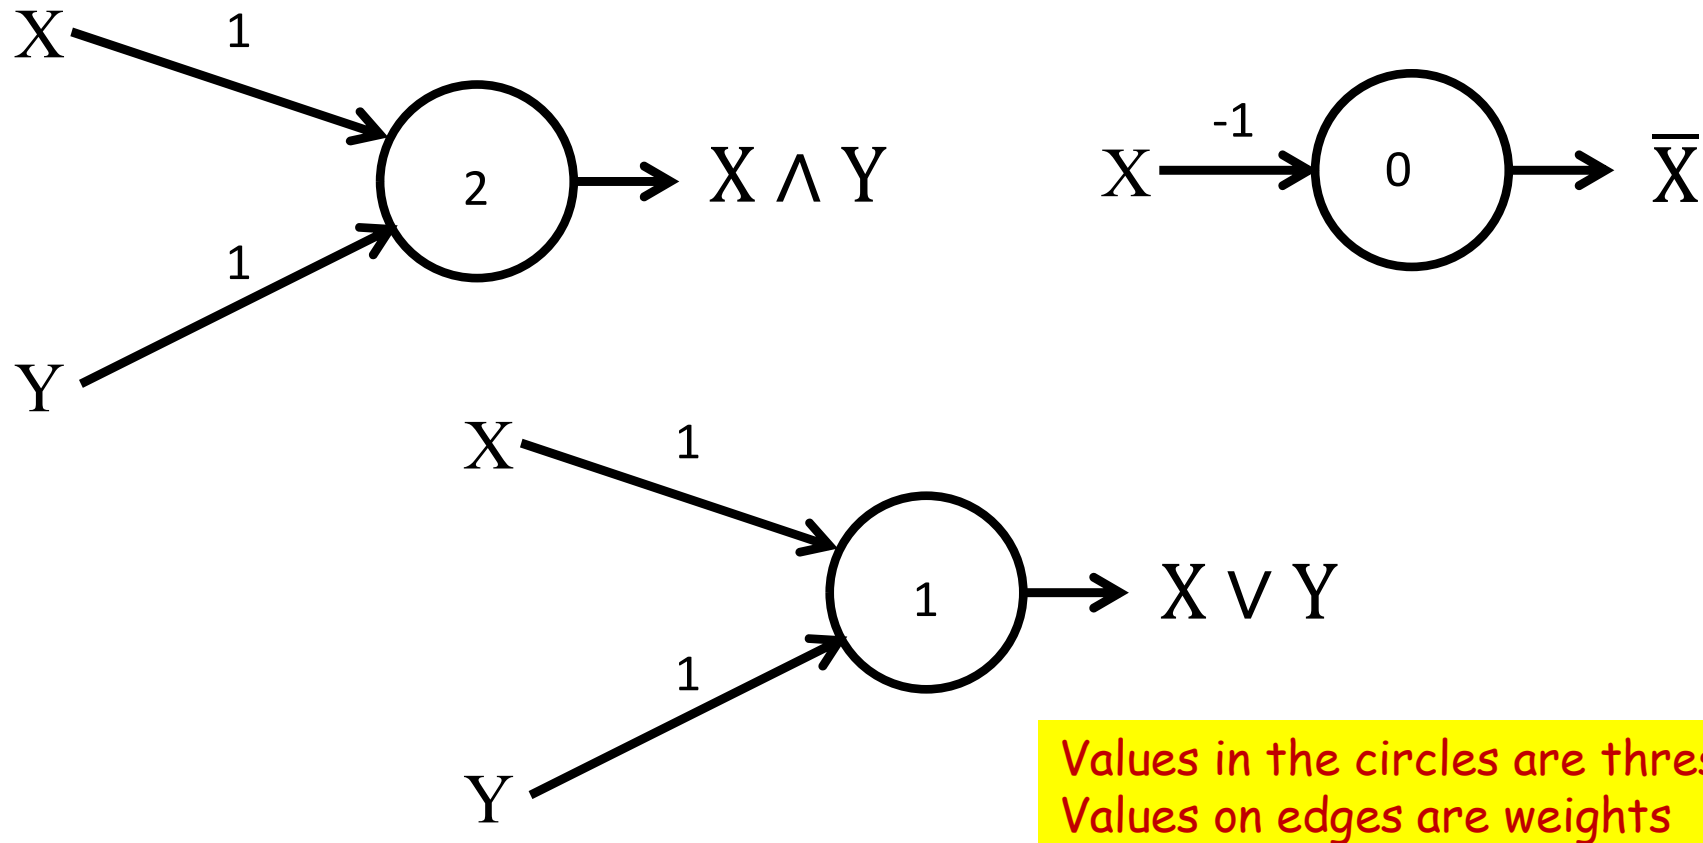 X 1
2
X ∧ Y
1
Y
X -1
0
X̅
X 1
1
X ∨ Y
1
Y
Values in the circles are
Values on edges are weights